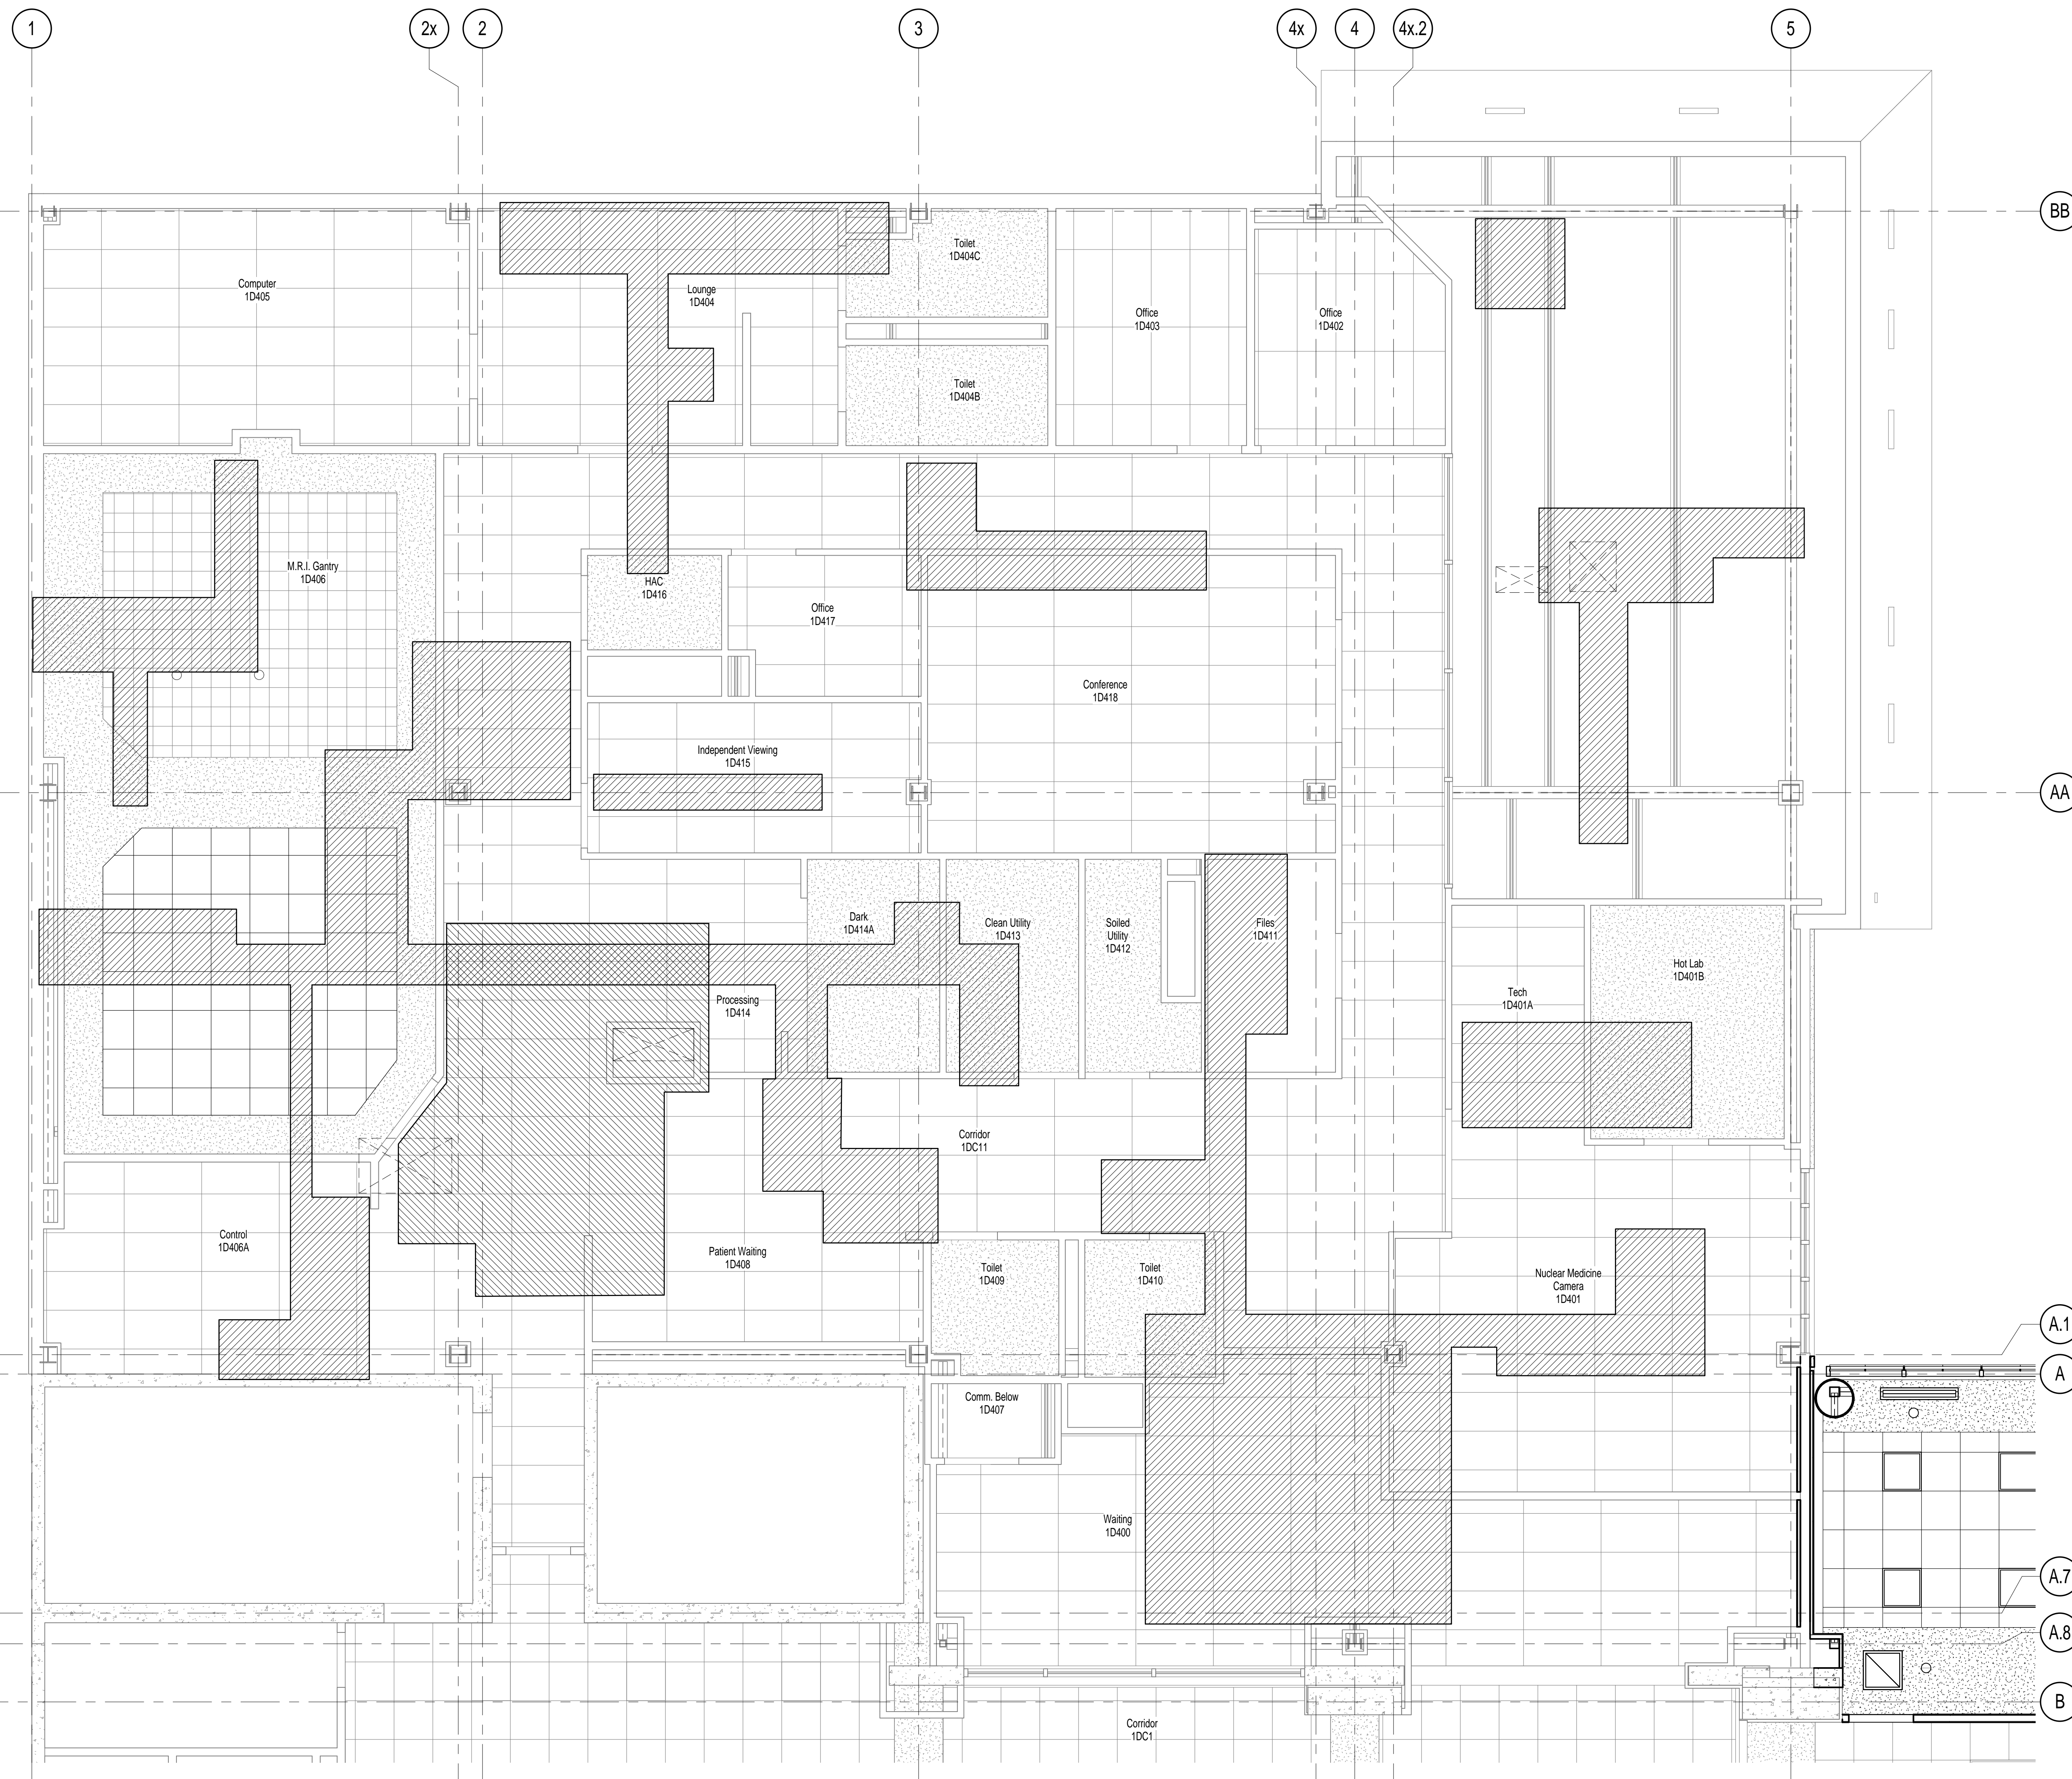 1
2x
2
3
4x
4
4x.2
5
BB
Toilet
1D404C
Computer
1D405
Lounge
1D404
Office
1D403
Office
1D402
Toilet
1D404B
M.R.I. Gantry
1D406
HAC
1D416
Office
1D417
Conference
1D418
Independent Viewing
1D415
AA
Dark
1D414A
Clean Utility
1D413
Soiled
Utility
1D412
Files
1D411
Hot Lab
1D401B
Tech
1D401A
Processing
1D414
Corridor
1DC11
Control
1D406A
Patient Waiting
1D408
Toilet
1D409
Toilet
1D410
Nuclear Medicine
Camera
1D401
A.1
A
Comm. Below
1D407
Waiting
1D400
A.7
A.8
B
Corridor
1DC1